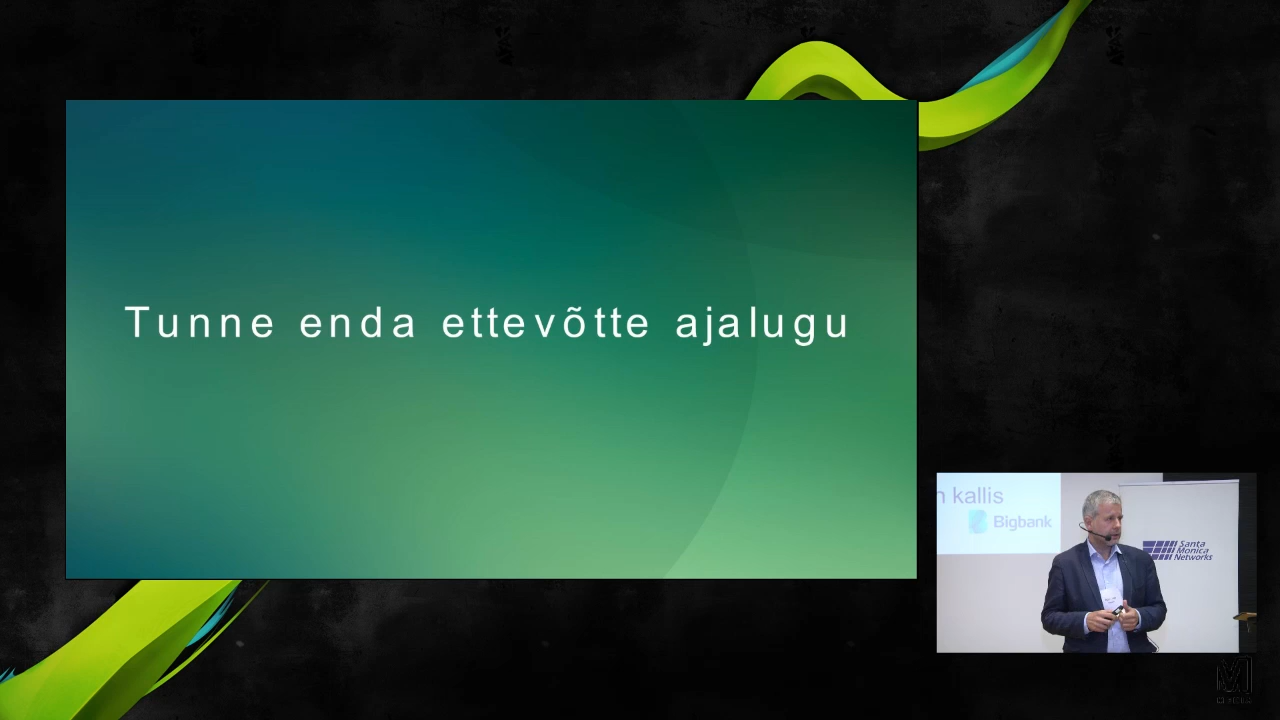 Tunne enda ettevõtte ajalugu
n kallis
Bigbank
Santa
Monica
Networks